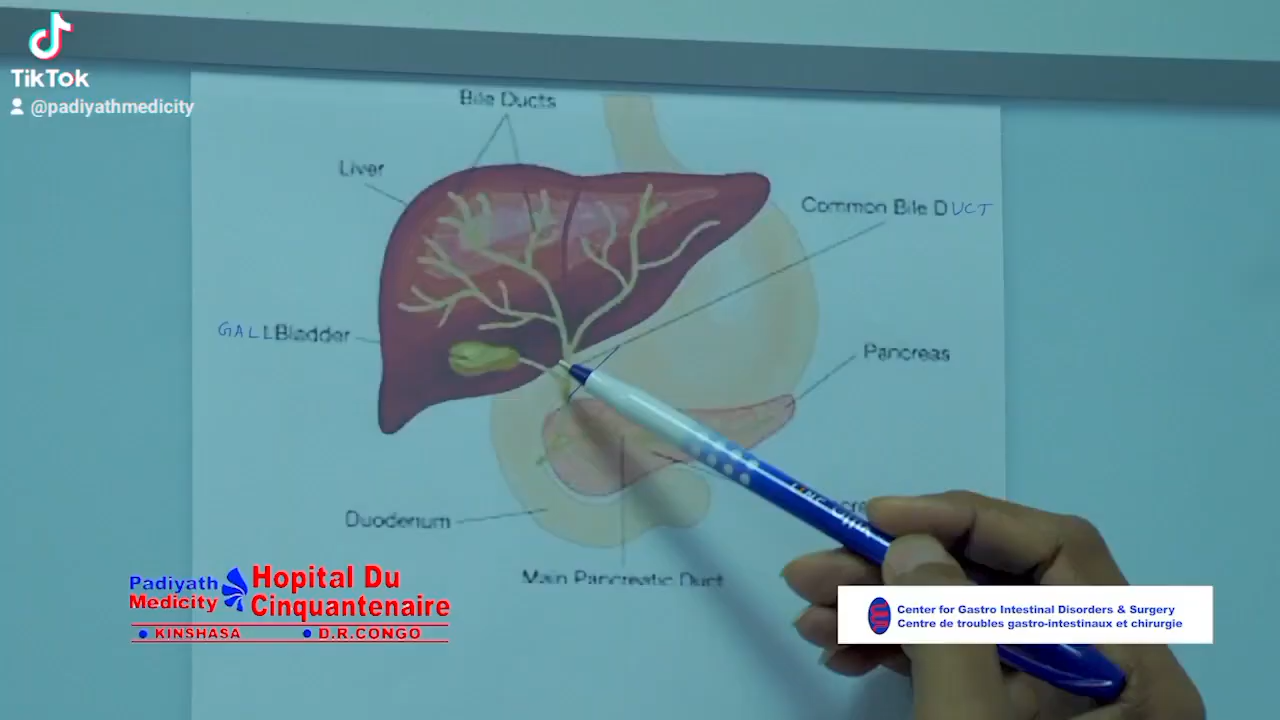 TikTok
@padiyathmedicity
Bile Ducts
Liver
Common Bile DUCT
GALLBladder
Pancreas
Duodenum
Main Pancreatic Duct
Padiyath
Medicity
Hopital Du
Cinquantenaire
KINSHASA
D.R.CONGO
Center for Gastro Intestinal Disorders & Surgery
Centre de troubles gastro-intestinaux et chirurgie